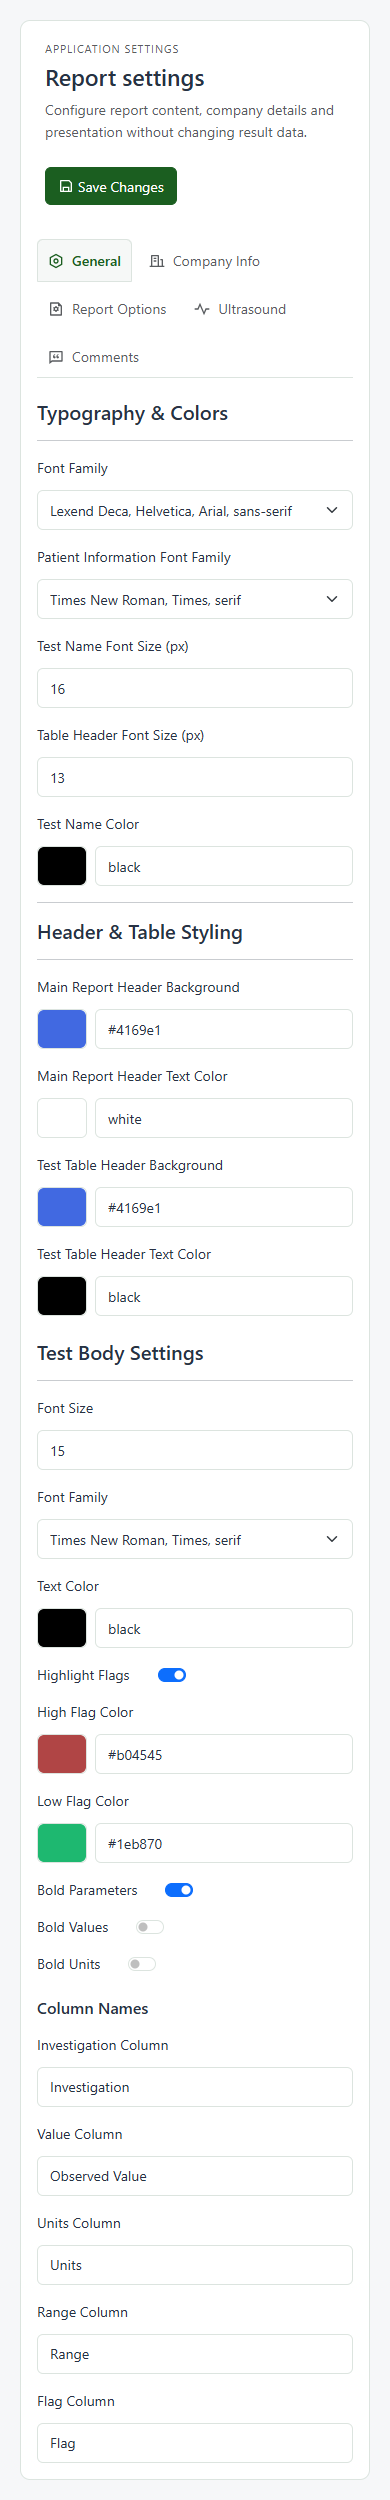 APPLICATION SETTINGS
Report settings
Configure report content, company details and
presentation without changing result data.
Save Changes
General
Company Info
Report Options
Ultrasound
Comments
Typography & Colors
Font Family
Lexend Deca, Helvetica, Arial, sans-serif
Patient Information Font Family
Times New Roman, Times, serif
Test Name Font Size (px)
16
Table Header Font Size (px)
13
Test Name Color
black
Header & Table Styling
Main Report Header Background
#4169e1
Main Report Header Text Color
white
Test Table Header Background
#4169e1
Test Table Header Text Color
black
Test Body Settings
Font Size
15
Font Family
Times New Roman, Times, serif
Text Color
black
Highlight Flags
High Flag Color
#b04545
Low Flag Color
#1eb870
Bold Parameters
Bold Values
Bold Units
Column Names
Investigation Column
Investigation
Value Column
Observed Value
Units Column
Units
Range Column
Range
Flag Column
Flag